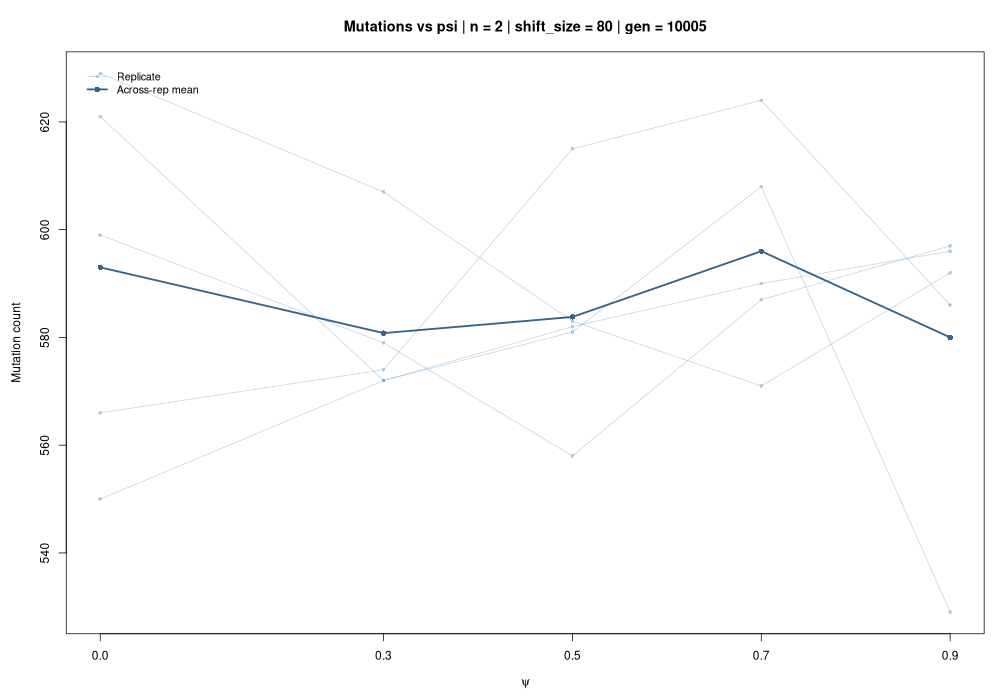 Mutations vs psi | n = 2 | shift_size = 80 | gen = 10005
Replicate
Across-rep mean
Mutation count
620
600
580
560
540
0.0 0.3 0.5 0.7 0.9
ψ